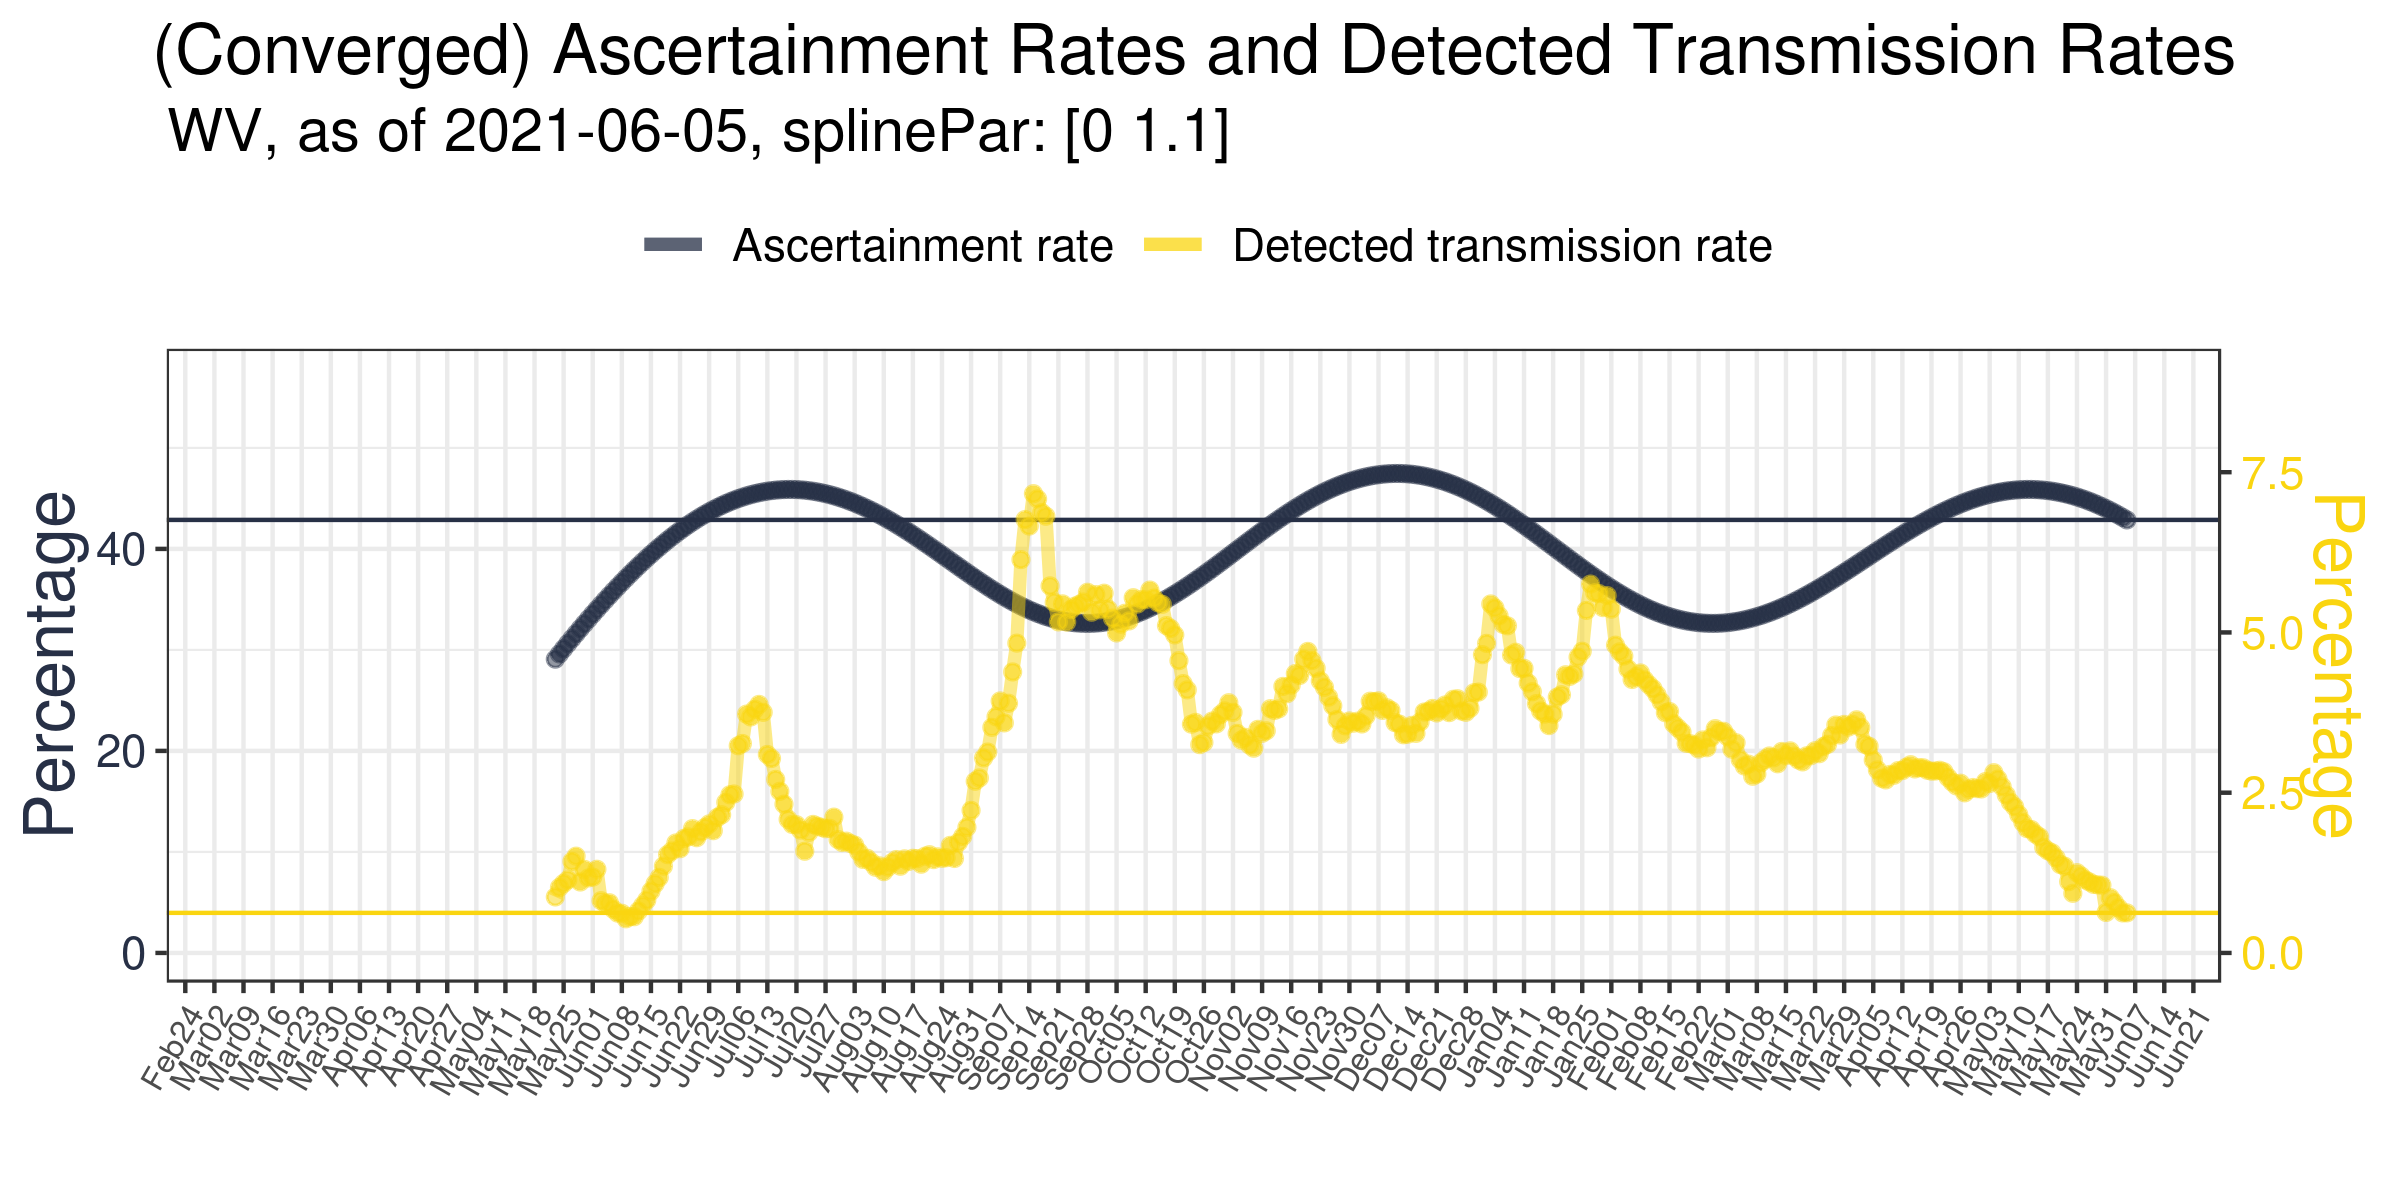 (Converged) Ascertainment Rates and Detected Transmission Rates
WV, as of 2021-06-05, splinePar: [0 1.1]
Ascertainment rate
Detected transmission rate
Percentage
40
20
0
7.5
5.0
2.5
0.0
Percentage
Feb24
Mar02
Mar09
Mar16
Mar23
Mar30
Apr06
Apr13
Apr20
Apr27
May04
May11
May18
May25
Jun01
Jun08
Jun15
Jun22
Jun29
Jul06
Jul13
Jul20
Jul27
Aug03
Aug10
Aug17
Aug24
Aug31
Sep07
Sep14
Sep21
Sep28
Oct05
Oct12
Oct19
Oct26
Nov02
Nov09
Nov16
Nov23
Nov30
Dec07
Dec14
Dec21
Dec28
Jan04
Jan11
Jan18
Jan25
Feb01
Feb08
Feb15
Feb22
Mar01
Mar08
Mar15
Mar22
Mar29
Apr05
Apr12
Apr19
Apr26
May03
May10
May17
May24
May31
Jun07
Jun14
Jun21